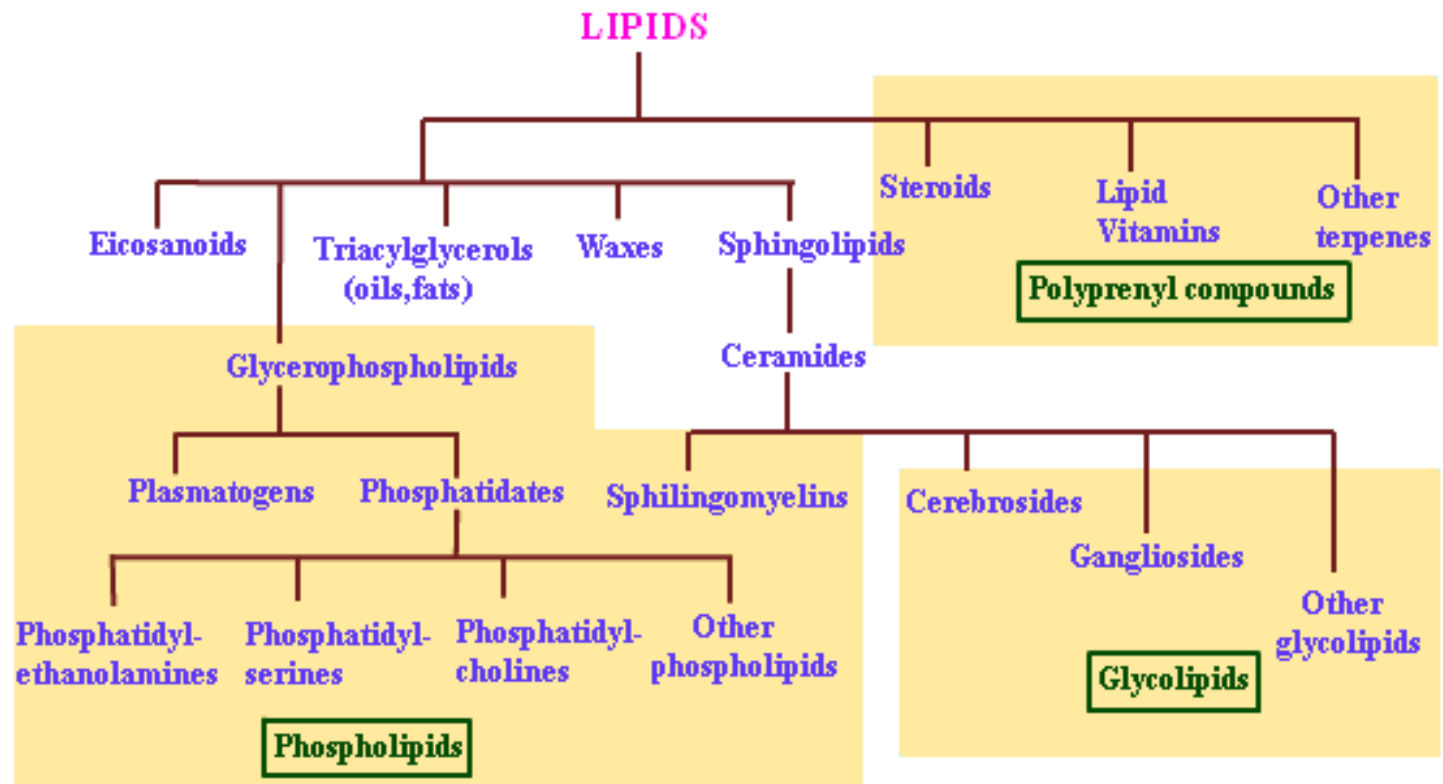 LIPIDS
Steroids
Lipid
Vitamins
Other
terpenes
Polyprenyl compounds
Eicosanoids
Triacylglycerols
(oils,fats)
Waxes
Sphingolipids
Glycerophospholipids
Ceramides
Plasmatogens
Phosphatidates
Sphilingomyelins
Cerebrosides
Gangliosides
Other
glycolipids
Glycolipids
Phosphatidyl-
ethanolamines
Phosphatidyl-
serines
Phosphatidyl-
cholines
Other
phospholipids
Phospholipids